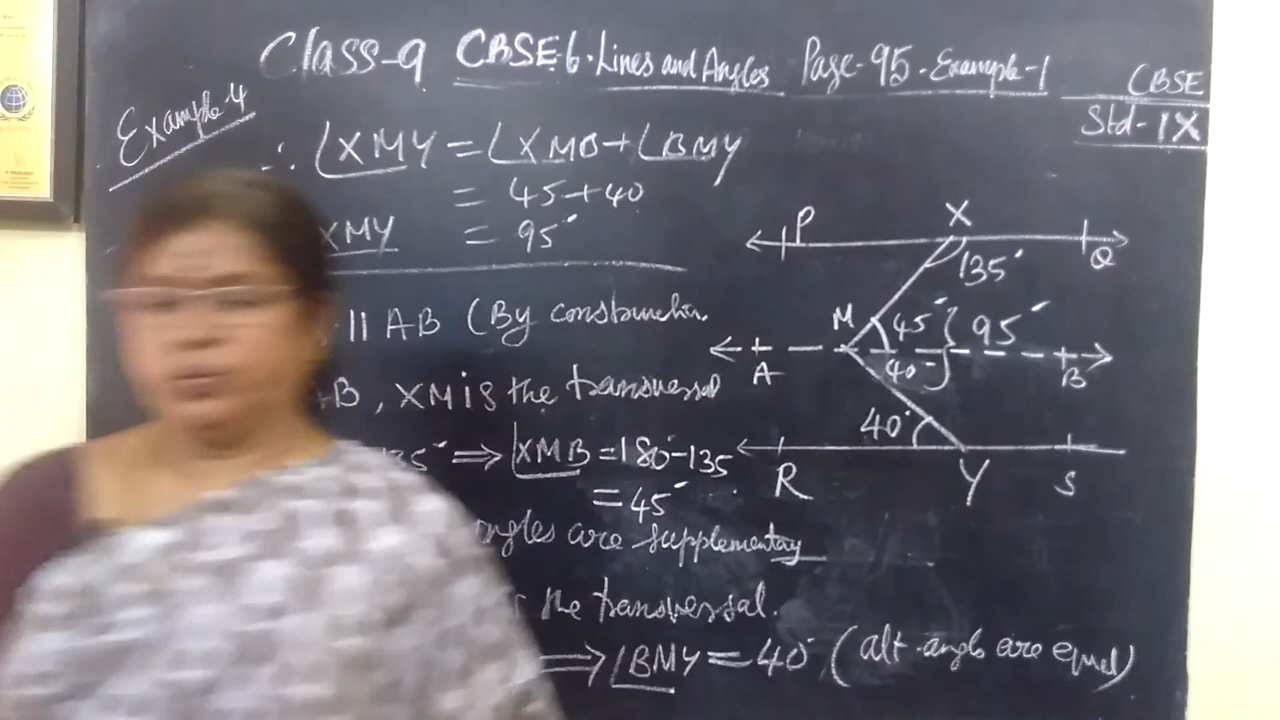 Class-9 CBSE-6.Lines and Angles Page-95-Example-1
CBSE
Std-IX
Example-4
∴ ∠XMY = ∠XMB + ∠BMY
= 45+40
XMY = 95°
|| AB (By construction
B, XM is the transversal
35° ⇒ ∠XMB = 180-135
= 45°
angles are supplementary
the transversal.
⇒ ∠BMY = 40° (alt-angls are equal)
P X Q
135°
M 45° 95°
A 40° B
40°
R Y S